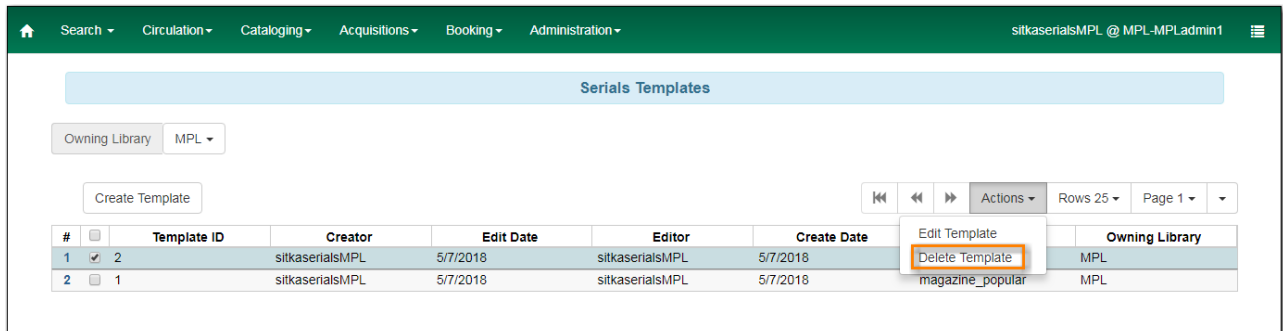 Search Circulation Cataloging Acquisitions Booking Administration sitkaserialsMPL @ MPL-MPLadmin1
Serials Templates
Owning Library MPL
Create Template Actions Rows 25 Page 1
# Template ID Creator Edit Date Editor Create Date Owning Library
Edit Template
1 2 sitkaserialsMPL 5/7/2018 sitkaserialsMPL 5/7/2018 MPL
Delete Template
2 1 sitkaserialsMPL 5/7/2018 sitkaserialsMPL 5/7/2018 magazine_popular MPL